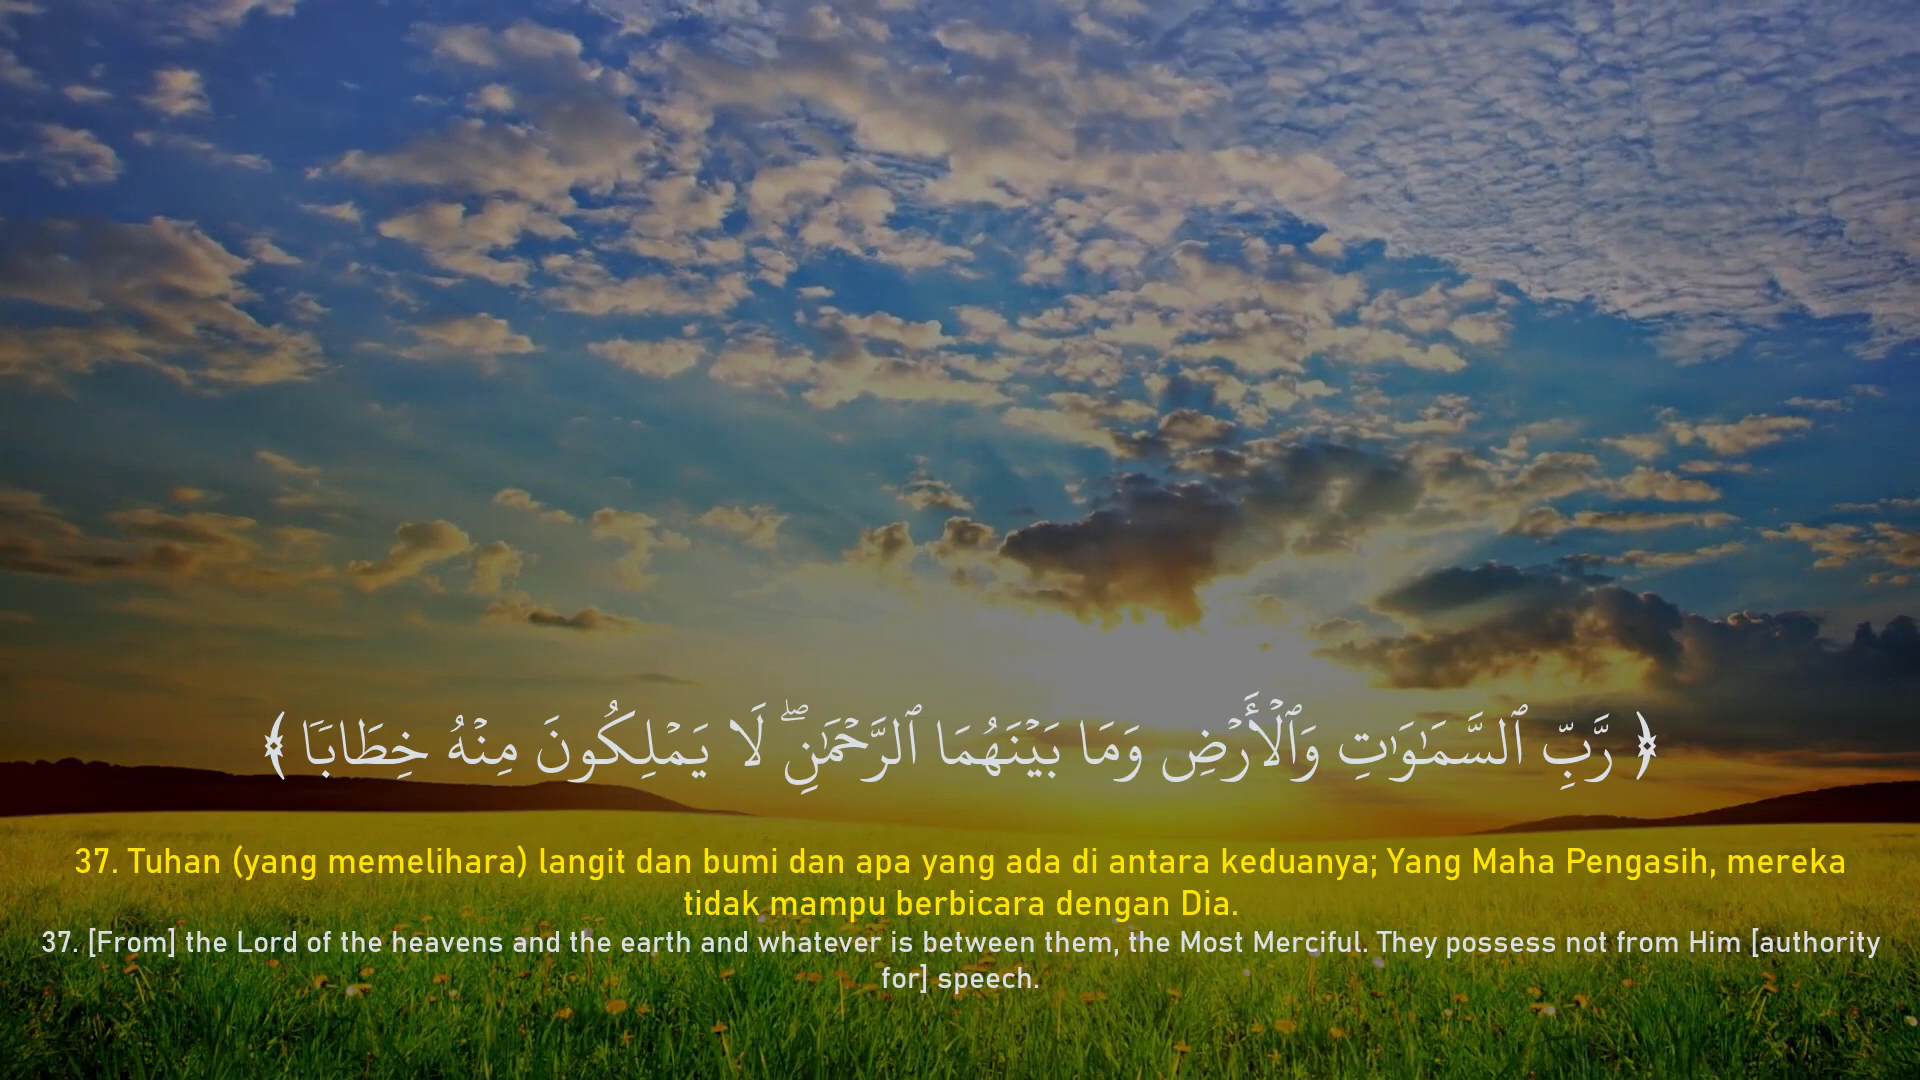 ﴿ رَّبِّ ٱلسَّمَٰوَٰتِ وَٱلۡأَرۡضِ وَمَا بَيۡنَهُمَا ٱلرَّحۡمَٰنِۖ لَا يَمۡلِكُونَ مِنۡهُ خِطَابٗا ﴾
37. Tuhan (yang memelihara) langit dan bumi dan apa yang ada di antara keduanya; Yang Maha Pengasih, mereka
tidak mampu berbicara dengan Dia.
37. [From] the Lord of the heavens and the earth and whatever is between them, the Most Merciful. They possess not from Him [authority
for] speech.